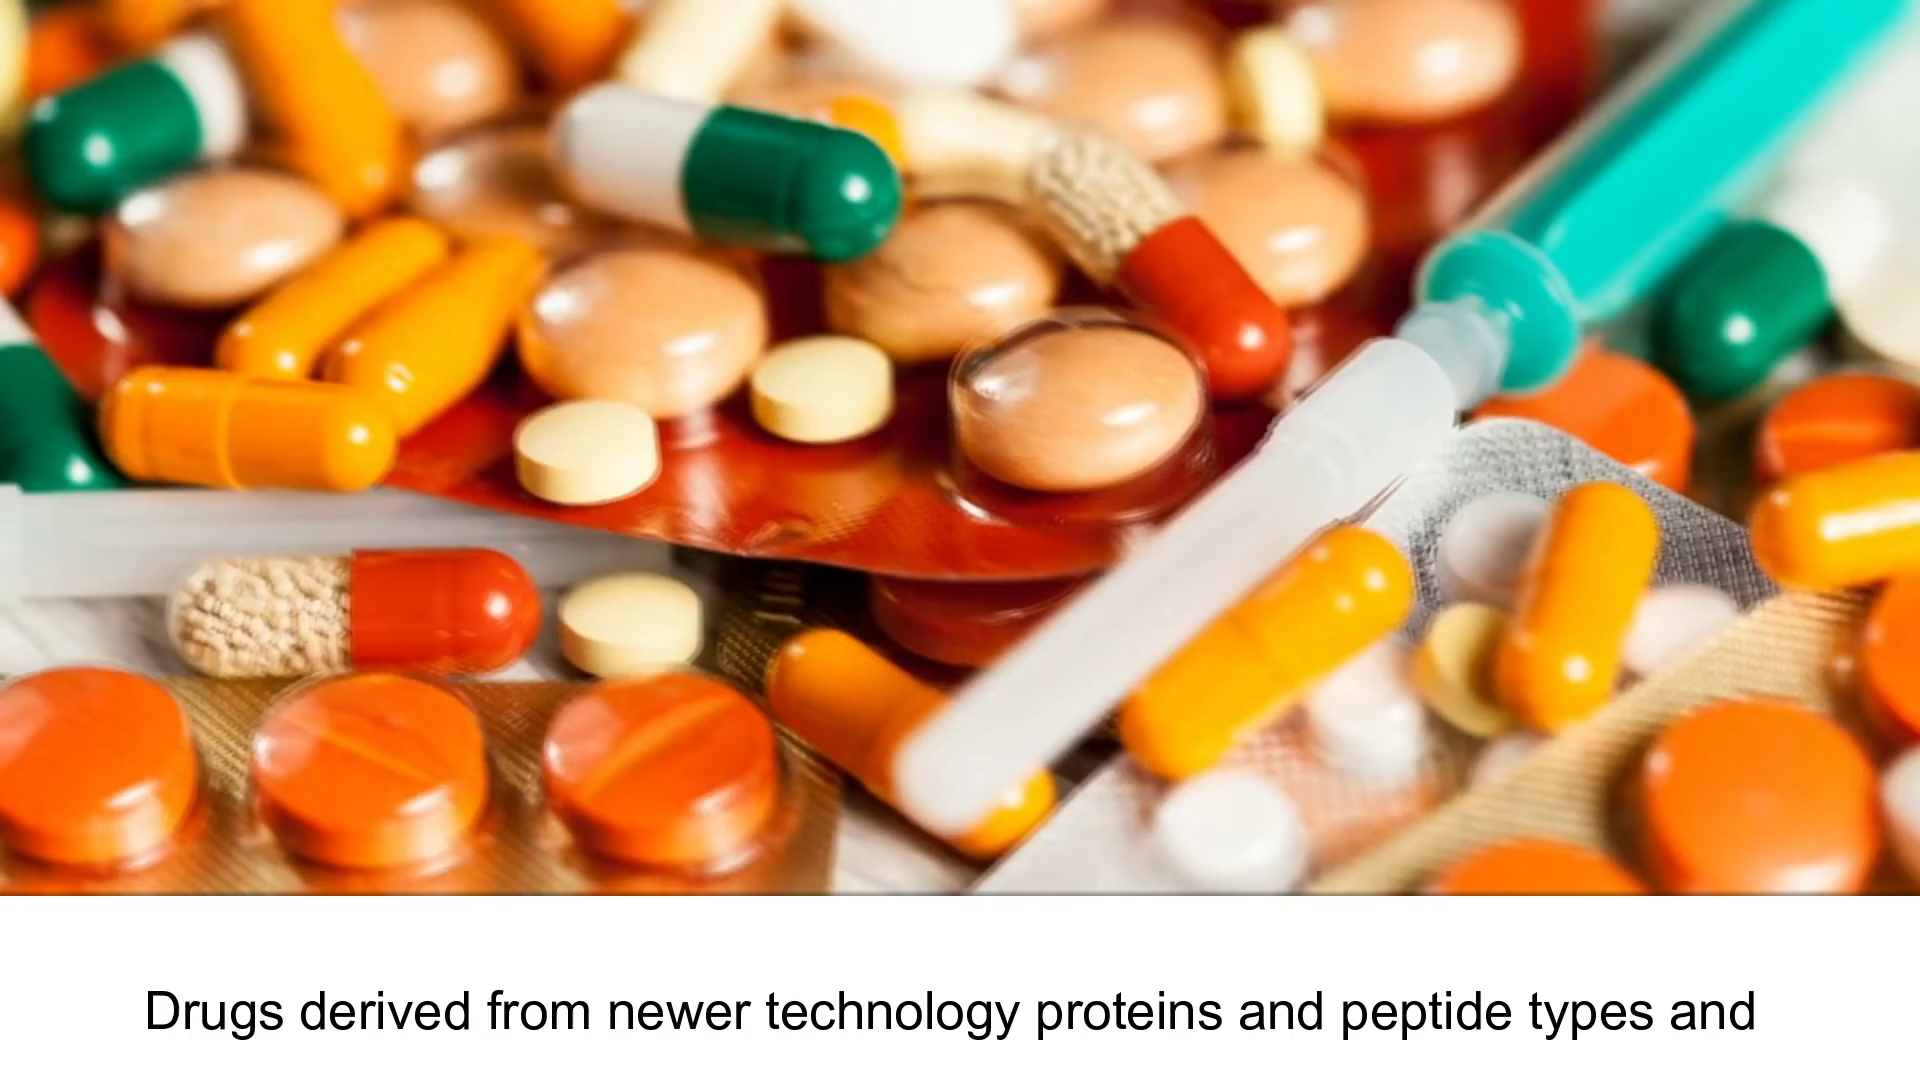 Drugs derived from newer technology proteins and peptide types and